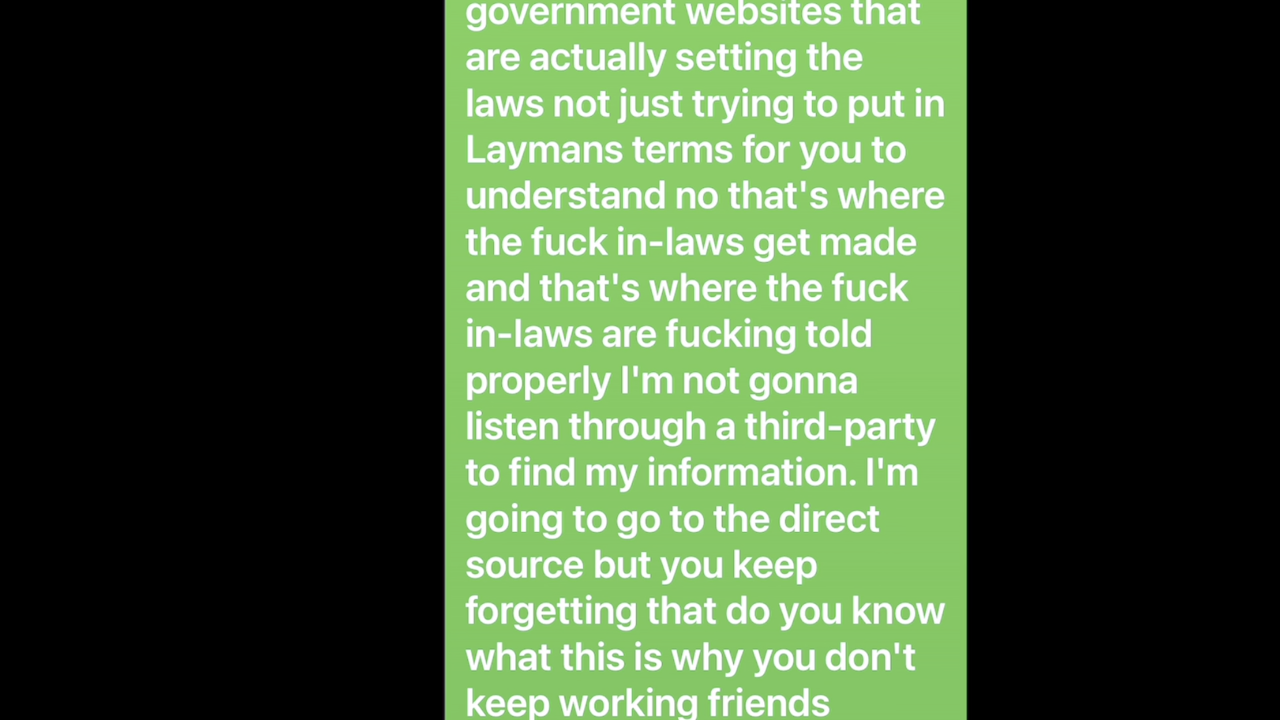 government websites that
are actually setting the
laws not just trying to put in
Laymans terms for you to
understand no that's where
the fuck in-laws get made
and that's where the fuck
in-laws are fucking told
properly I'm not gonna
listen through a third-party
to find my information. I'm
going to go to the direct
source but you keep
forgetting that do you know
what this is why you don't
keep working friends